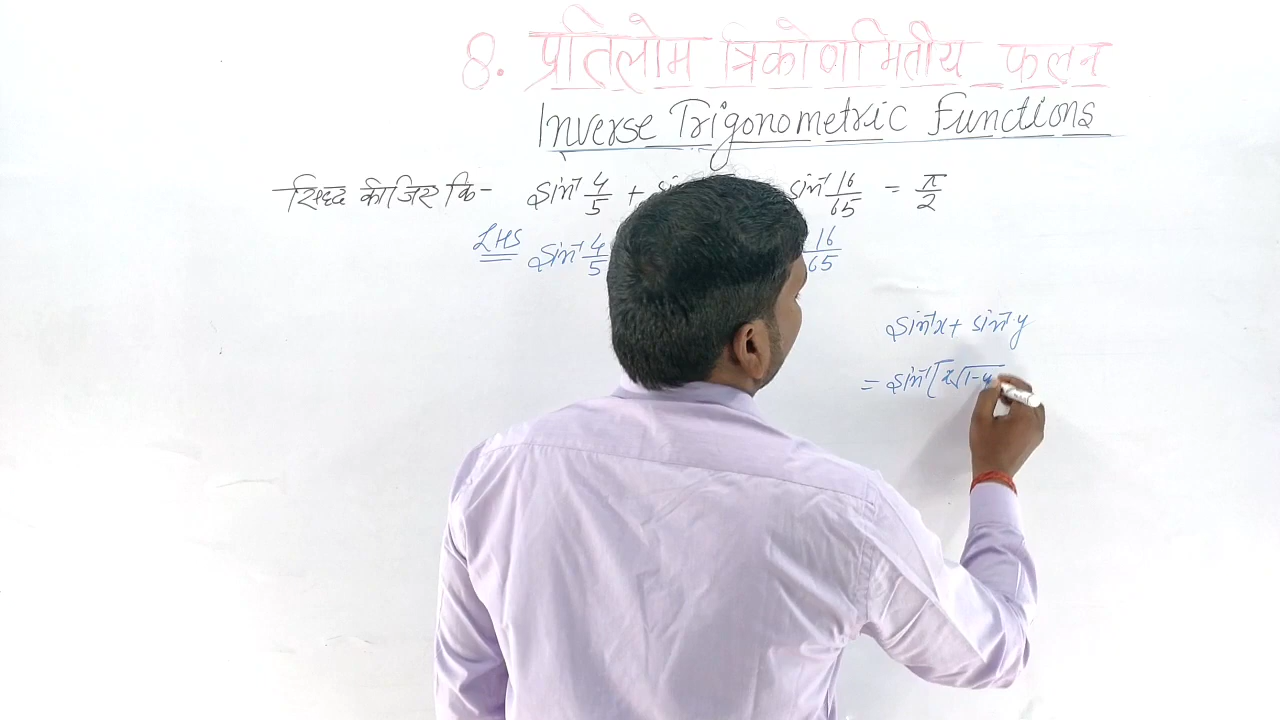 8. प्रतिलोम त्रिकोणमितीय फलन
Inverse Trigonometric Functions
सिद्ध कीजिए कि- sin⁻¹ 4/5 + sin⁻¹ 16/65 = π/2
LHS sin⁻¹ 4/5 16/65
sin⁻¹x + sin⁻¹y
= sin⁻¹[x√1-y